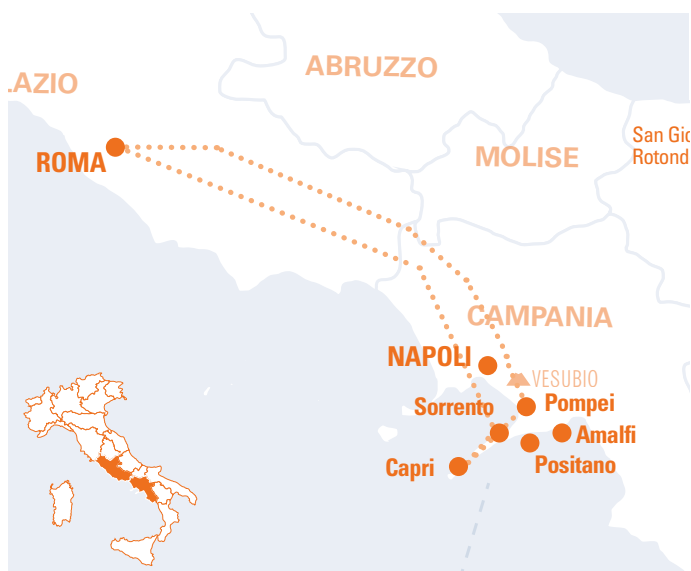 ABRUZZO
LAZIO
San Gio
Rotond
ROMA
MOLISE
CAMPANIA
NAPOLI
VESUBIO
Sorrento
Pompei
Amalfi
Capri
Positano